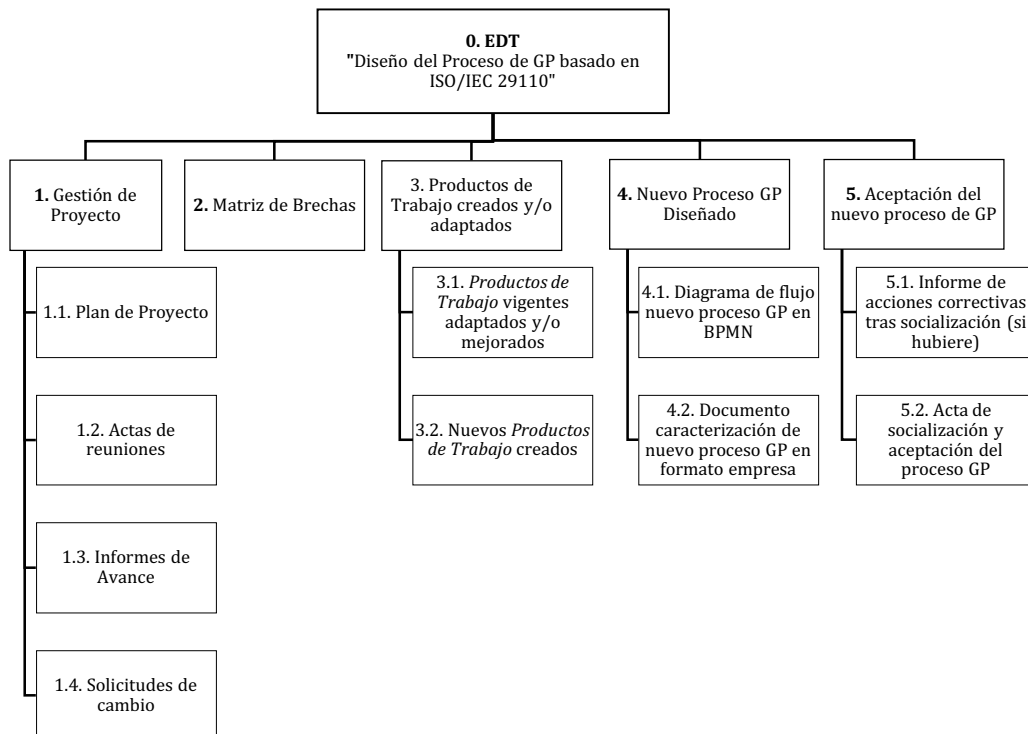 0. EDT
"Diseño del Proceso de GP basado en
ISO/IEC 29110"
1. Gestión de
Proyecto
2. Matriz de Brechas
3. Productos de
Trabajo creados y/o
adaptados
4. Nuevo Proceso GP
Diseñado
5. Aceptación del
nuevo proceso de GP
1.1. Plan de Proyecto
1.2. Actas de
reuniones
1.3. Informes de
Avance
1.4. Solicitudes de
cambio
3.1. Productos de
Trabajo vigentes
adaptados y/o
mejorados
3.2. Nuevos Productos
de Trabajo creados
4.1. Diagrama de flujo
nuevo proceso GP en
BPMN
4.2. Documento
caracterización de
nuevo proceso GP en
formato empresa
5.1. Informe de
acciones correctivas
tras socialización (si
hubiere)
5.2. Acta de
socialización y
aceptación del
proceso GP